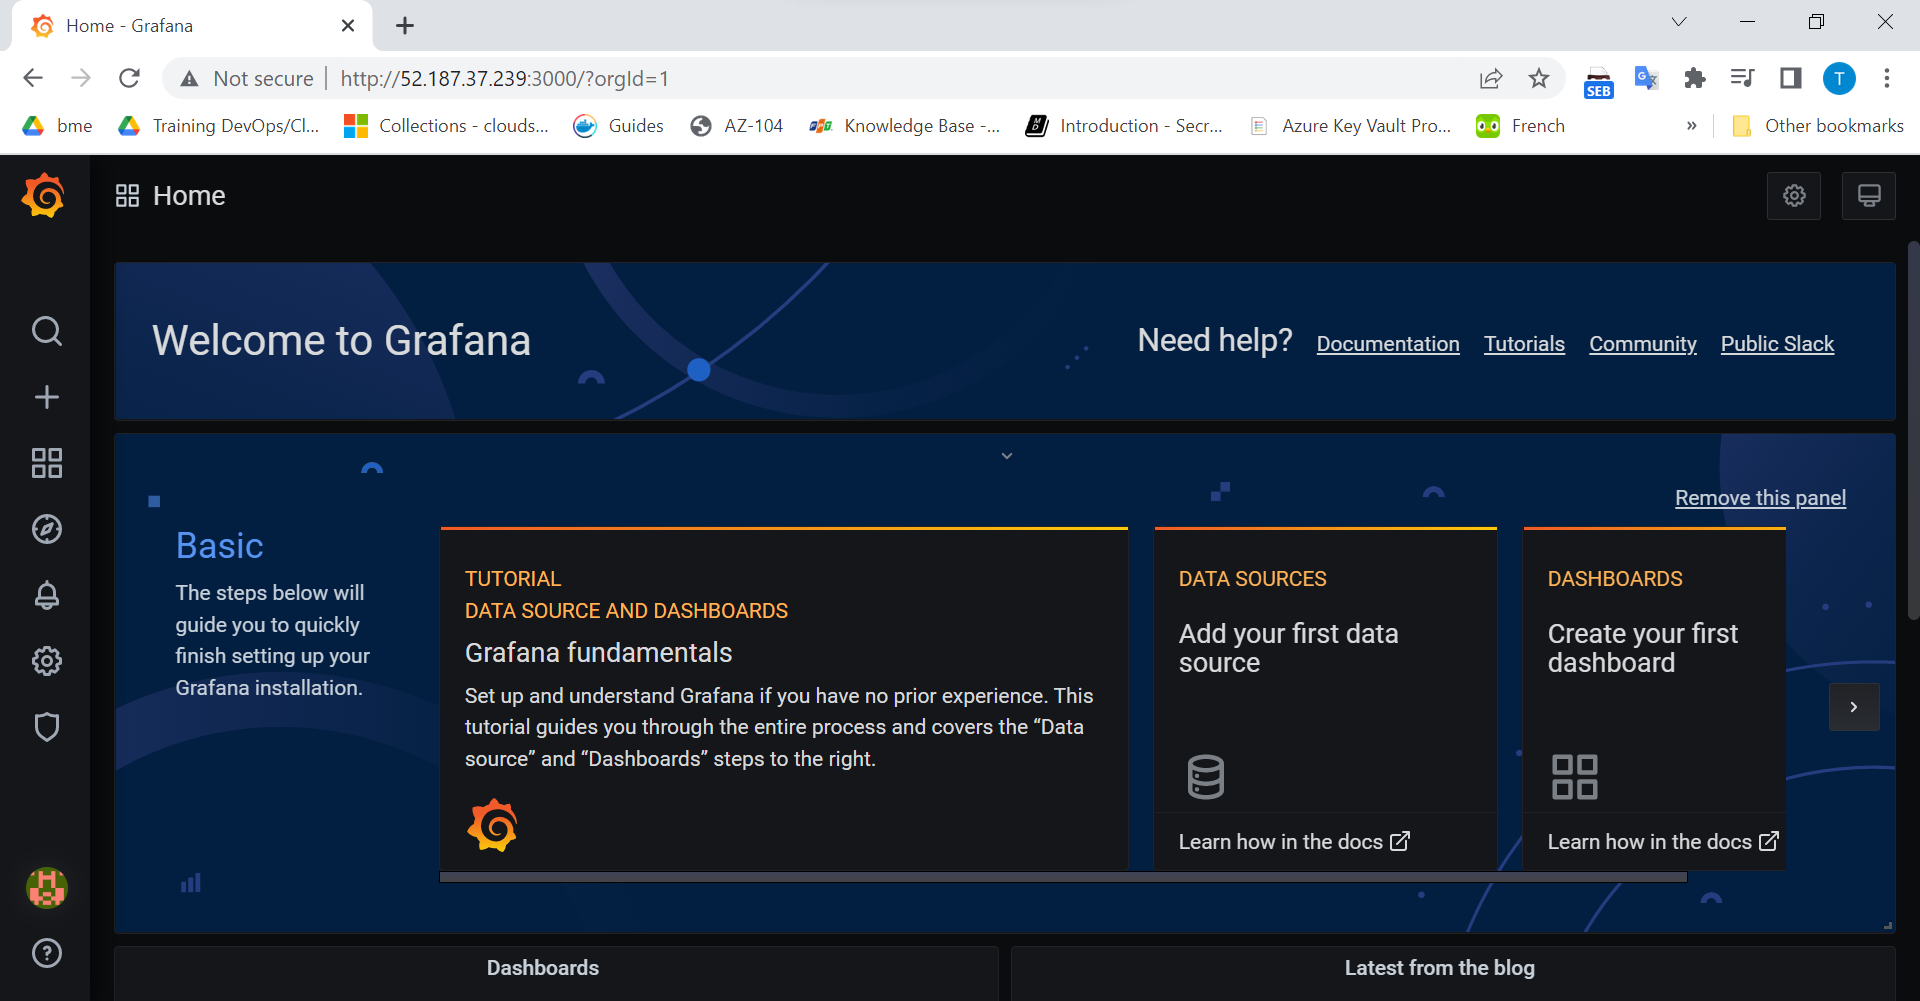 Home - Grafana
Not secure
http://52.187.37.239:3000/?orgId=1
SEB
T
bme
Training DevOps/Cl...
Collections - clouds...
Guides
AZ-104
Knowledge Base -...
Introduction - Secr...
Azure Key Vault Pro...
French
»
Other bookmarks
Home
Welcome to Grafana
Need help?
Documentation
Tutorials
Community
Public Slack
Remove this panel
Basic
The steps below will
guide you to quickly
finish setting up your
Grafana installation.
TUTORIAL
DATA SOURCE AND DASHBOARDS
Grafana fundamentals
Set up and understand Grafana if you have no prior experience. This
tutorial guides you through the entire process and covers the “Data
source” and “Dashboards” steps to the right.
DATA SOURCES
Add your first data
source
Learn how in the docs
DASHBOARDS
Create your first
dashboard
Learn how in the docs
Dashboards
Latest from the blog